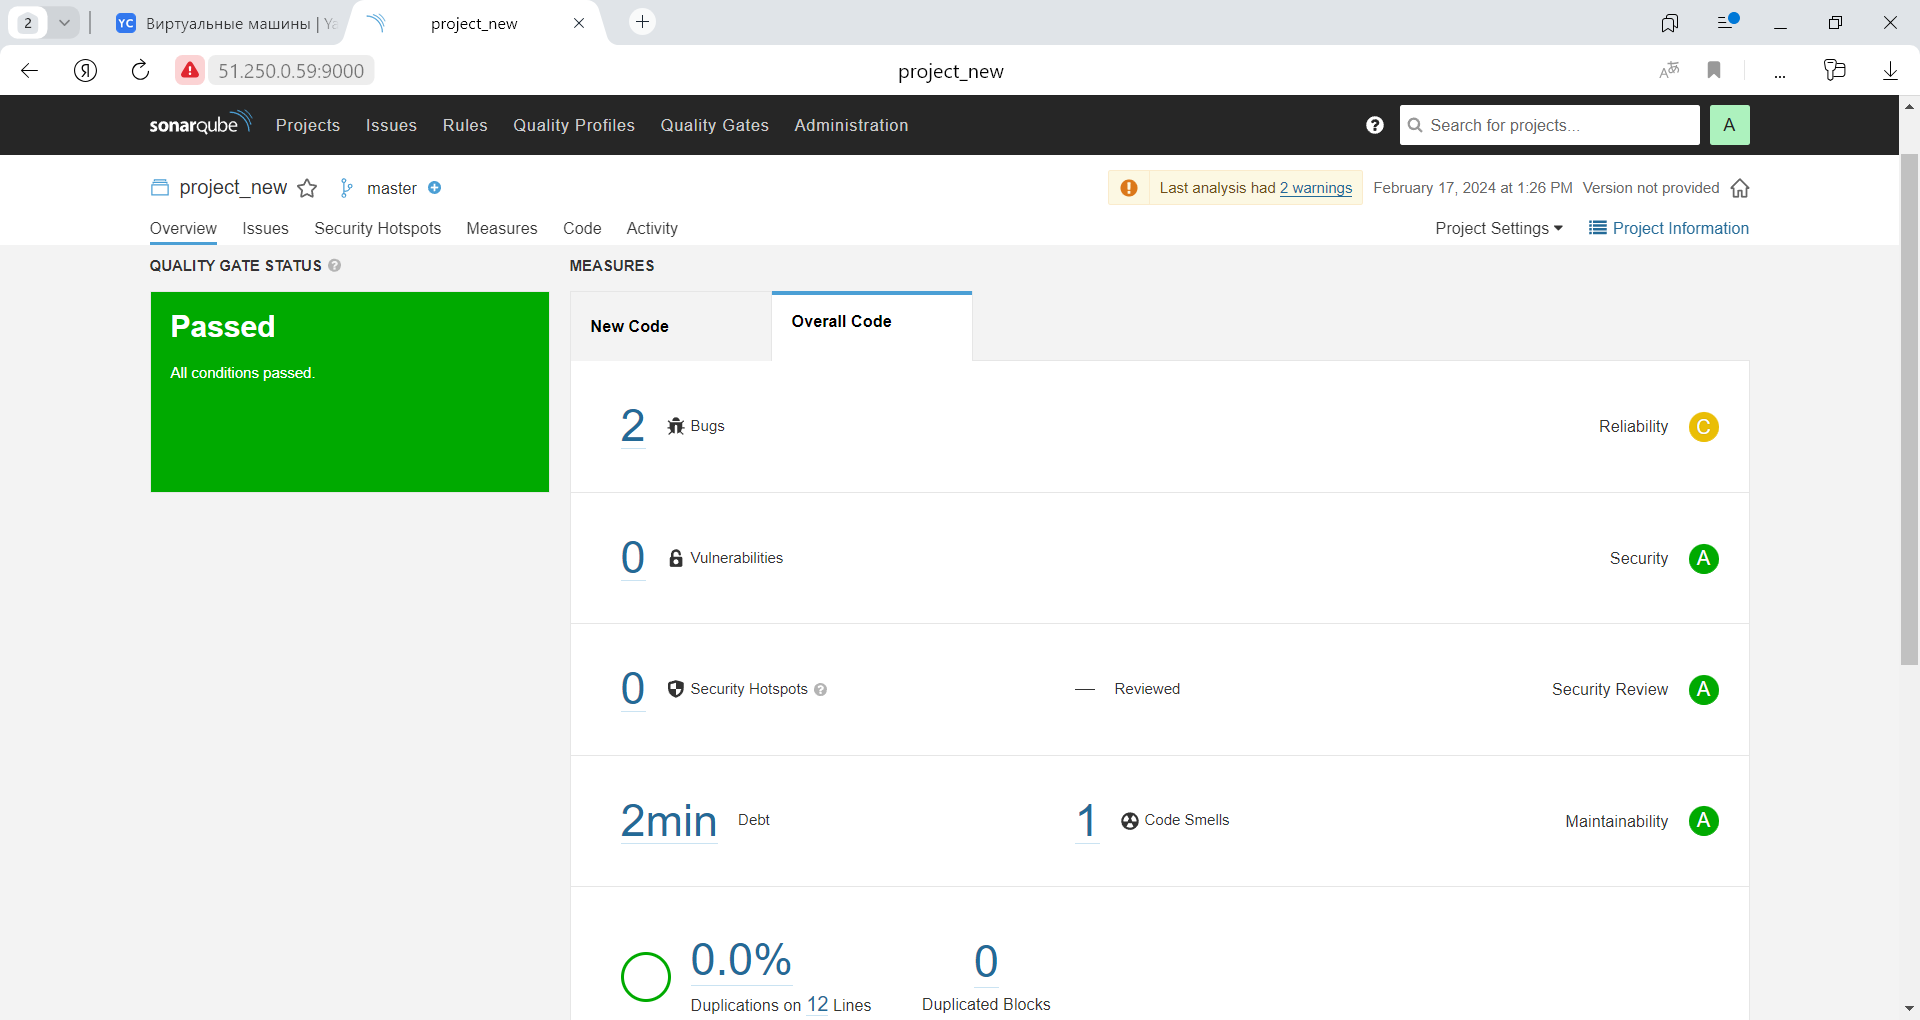 2
YC Виртуальные машины | Ya
project_new
Я
51.250.0.59:9000
project_new
...
sonarqube
Projects
Issues
Rules
Quality Profiles
Quality Gates
Administration
?
Search for projects...
A
project_new
master
Last analysis had 2 warnings
February 17, 2024 at 1:26 PM
Version not provided
Overview
Issues
Security Hotspots
Measures
Code
Activity
Project Settings
Project Information
QUALITY GATE STATUS ?
MEASURES
Passed
All conditions passed.
New Code
Overall Code
2 Bugs
Reliability C
0 Vulnerabilities
Security A
0 Security Hotspots ?
— Reviewed
Security Review A
2min Debt
1 Code Smells
Maintainability A
0.0%
Duplications on 12 Lines
0
Duplicated Blocks